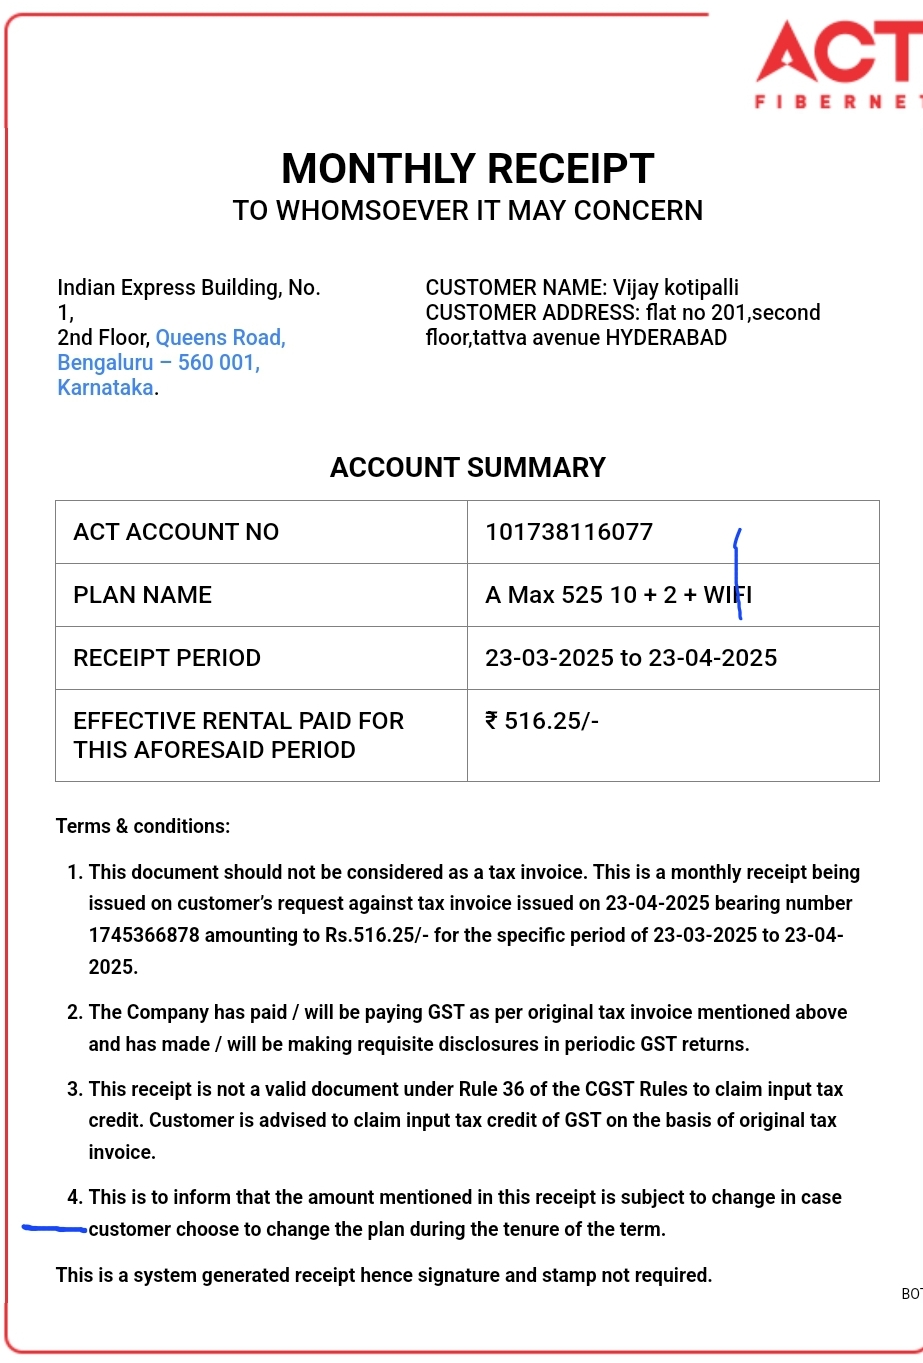 ACT
FIBERNET
MONTHLY RECEIPT
TO WHOMSOEVER IT MAY CONCERN
Indian Express Building, No.
1,
2nd Floor, Queens Road,
Bengaluru – 560 001,
Karnataka.
CUSTOMER NAME: Vijay kotipalli
CUSTOMER ADDRESS: flat no 201,second
floor,tattva avenue HYDERABAD
ACCOUNT SUMMARY
ACT ACCOUNT NO 101738116077
PLAN NAME A Max 525 10 + 2 + WIFI
RECEIPT PERIOD 23-03-2025 to 23-04-2025
EFFECTIVE RENTAL PAID FOR ₹ 516.25/-
THIS AFORESAID PERIOD
Terms & conditions:
1. This document should not be considered as a tax invoice. This is a monthly receipt being
issued on customer’s request against tax invoice issued on 23-04-2025 bearing number
1745366878 amounting to Rs.516.25/- for the specific period of 23-03-2025 to 23-04-
2025.
2. The Company has paid / will be paying GST as per original tax invoice mentioned above
and has made / will be making requisite disclosures in periodic GST returns.
3. This receipt is not a valid document under Rule 36 of the CGST Rules to claim input tax
credit. Customer is advised to claim input tax credit of GST on the basis of original tax
invoice.
4. This is to inform that the amount mentioned in this receipt is subject to change in case
customer choose to change the plan during the tenure of the term.
This is a system generated receipt hence signature and stamp not required.